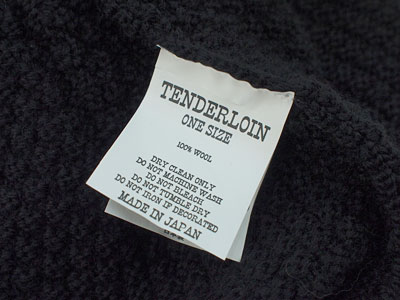 TENDERLOIN
ONE SIZE
100% WOOL
DRY CLEAN ONLY
DO NOT MACHINE WASH
DO NOT BLEACH
DO NOT TUMBLE DRY
DO NOT IRON IF DECORATED
MADE IN JAPAN